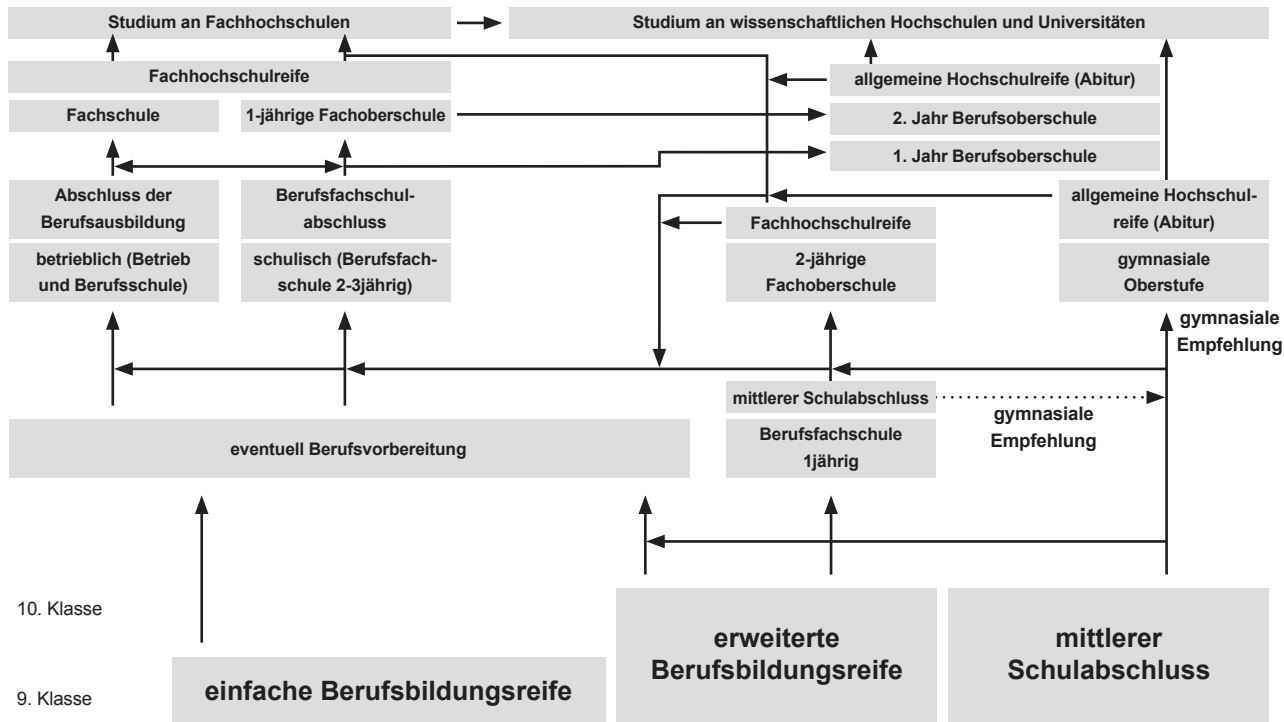 Studium an Fachhochschulen
Studium an wissenschaftlichen Hochschulen und Universitäten
Fachhochschulreife
allgemeine Hochschulreife (Abitur)
Fachschule
1-jährige Fachoberschule
2. Jahr Berufsoberschule
1. Jahr Berufsoberschule
Abschluss der
Berufsausbildung
Berufsfachschul-
abschluss
allgemeine Hochschul-
reife (Abitur)
Fachhochschulreife
betrieblich (Betrieb
und Berufsschule)
schulisch (Berufsfach-
schule 2-3jährig)
2-jährige
Fachoberschule
gymnasiale
Oberstufe
gymnasiale
Empfehlung
mittlerer Schulabschluss
gymnasiale
Empfehlung
eventuell Berufsvorbereitung
Berufsfachschule
1jährig
10. Klasse
erweiterte
Berufsbildungsreife
mittlerer
Schulabschluss
einfache Berufsbildungsreife
9. Klasse